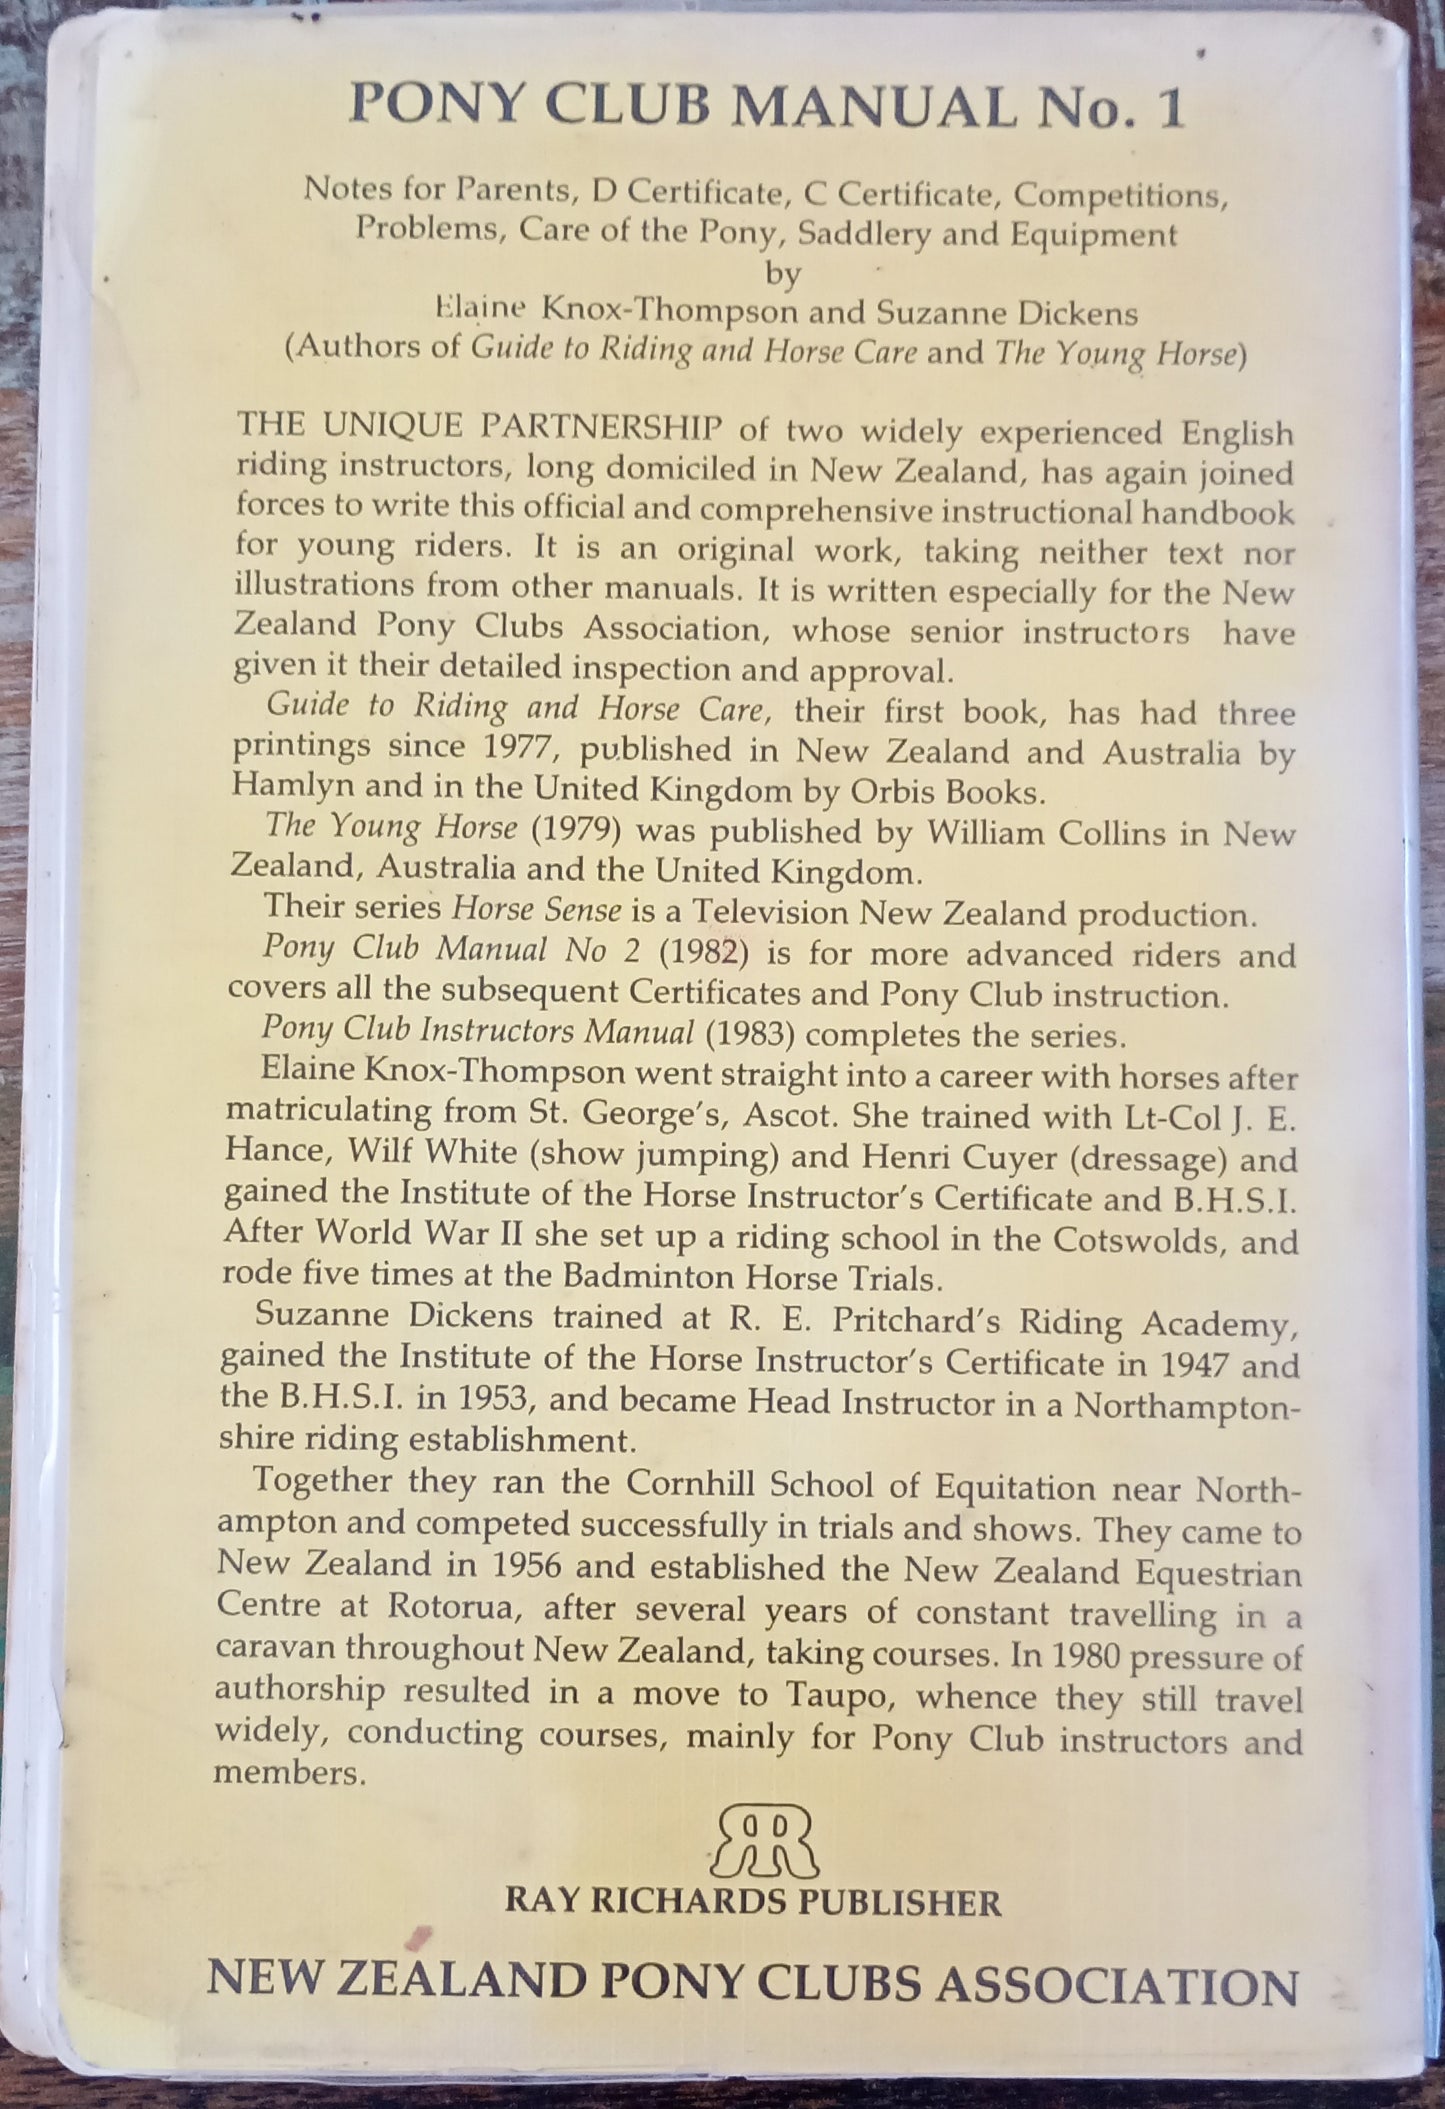 PONY CLUB MANUAL No. 1
Notes for Parents, D Certificate, C Certificate, Competitions,
Problems, Care of the Pony, Saddlery and Equipment
by
Elaine Knox-Thompson and Suzanne Dickens
(Authors of Guide to Riding and Horse Care and The Young Horse)
THE UNIQUE PARTNERSHIP of two widely experienced English
riding instructors, long domiciled in New Zealand, has again joined
forces to write this official and comprehensive instructional handbook
for young riders. It is an original work, taking neither text nor
illustrations from other manuals. It is written especially for the New
Zealand Pony Clubs Association, whose senior instructors have
given it their detailed inspection and approval.
Guide to Riding and Horse Care, their first book, has had three
printings since 1977, published in New Zealand and Australia by
Hamlyn and in the United Kingdom by Orbis Books.
The Young Horse (1979) was published by William Collins in New
Zealand, Australia and the United Kingdom.
Their series Horse Sense is a Television New Zealand production.
Pony Club Manual No 2 (1982) is for more advanced riders and
covers all the subsequent Certificates and Pony Club instruction.
Pony Club Instructors Manual (1983) completes the series.
Elaine Knox-Thompson went straight into a career with horses after
matriculating from St. George's, Ascot. She trained with Lt-Col J. E.
Hance, Wilf White (show jumping) and Henri Cuyer (dressage) and
gained the Institute of the Horse Instructor's Certificate and B.H.S.I.
After World War II she set up a riding school in the Cotswolds, and
rode five times at the Badminton Horse Trials.
Suzanne Dickens trained at R. E. Pritchard's Riding Academy,
gained the Institute of the Horse Instructor's Certificate in 1947 and
the B.H.S.I. in 1953, and became Head Instructor in a Northampton-
shire riding establishment.
Together they ran the Cornhill School of Equitation near North-
ampton and competed successfully in trials and shows. They came to
New Zealand in 1956 and established the New Zealand Equestrian
Centre at Rotorua, after several years of constant travelling in a
caravan throughout New Zealand, taking courses. In 1980 pressure of
authorship resulted in a move to Taupo, whence they still travel
widely, conducting courses, mainly for Pony Club instructors and
members.
RR
RAY RICHARDS PUBLISHER
NEW ZEALAND PONY CLUBS ASSOCIATION